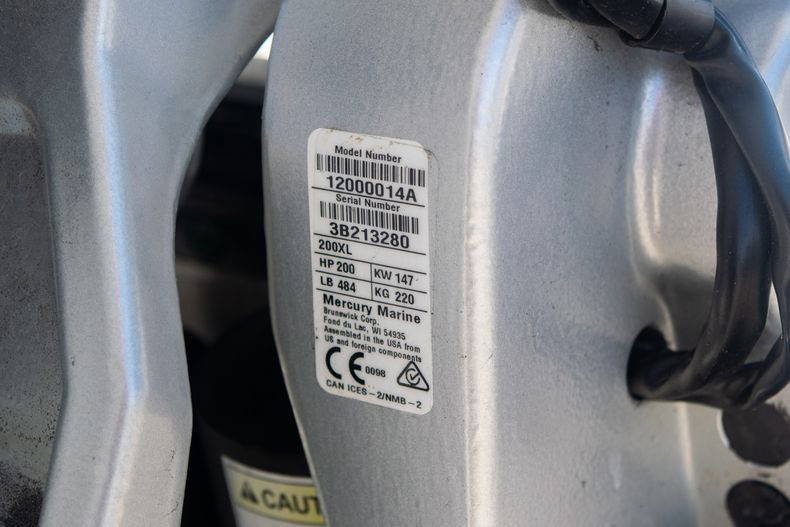 Model Number
12000014A
Serial Number
3B213280
200XL
HP 200 KW 147
LB 484 KG 220
Mercury Marine
Brunswick Corp.
Fond du Lac, WI 54935
Assembled in the USA from
US and foreign components
CE 0098
CAN ICES-2/NMB-2
CAUT